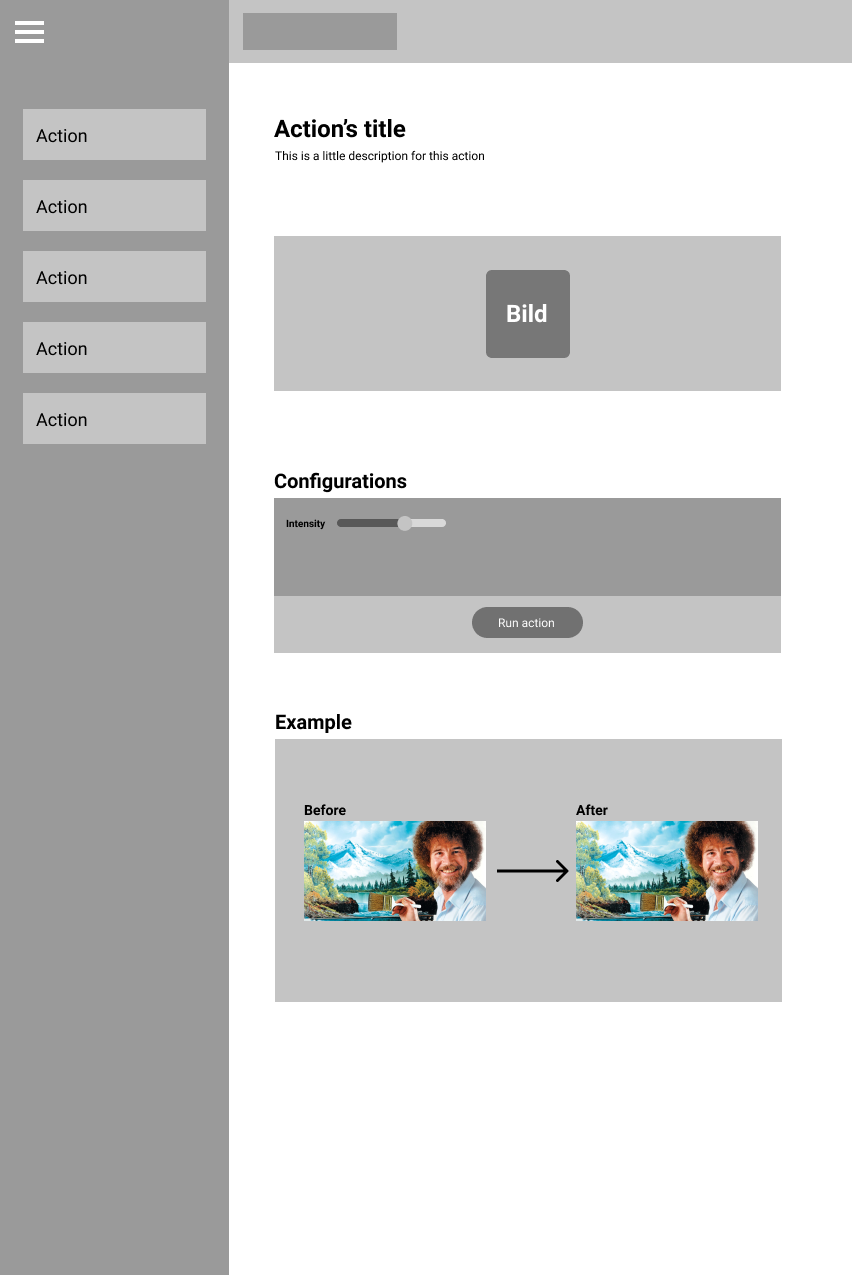 Action
Action
Action
Action
Action
Action’s title
This is a little description for this action
Bild
Configurations
Intensity
Run action
Example
Before
After